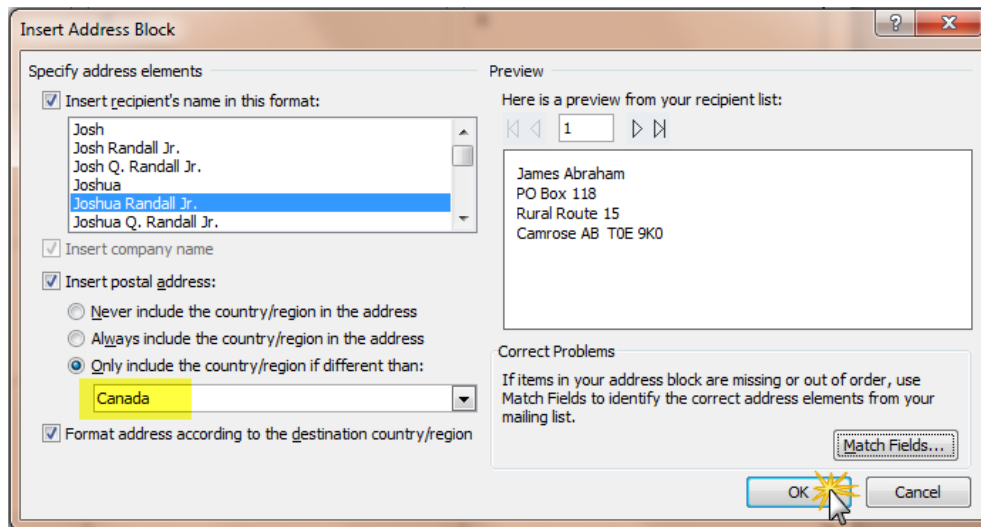 Insert Address Block
Specify address elements
Insert recipient's name in this format:
Josh
Josh Randall Jr.
Josh Q. Randall Jr.
Joshua
Joshua Randall Jr.
Joshua Q. Randall Jr.
Insert company name
Insert postal address:
Never include the country/region in the address
Always include the country/region in the address
Only include the country/region if different than:
Canada
Format address according to the destination country/region
Preview
Here is a preview from your recipient list:
1
James Abraham
PO Box 118
Rural Route 15
Camrose AB  T0E 9K0
Correct Problems
If items in your address block are missing or out of order, use
Match Fields to identify the correct address elements from your
mailing list.
Match Fields...
OK
Cancel